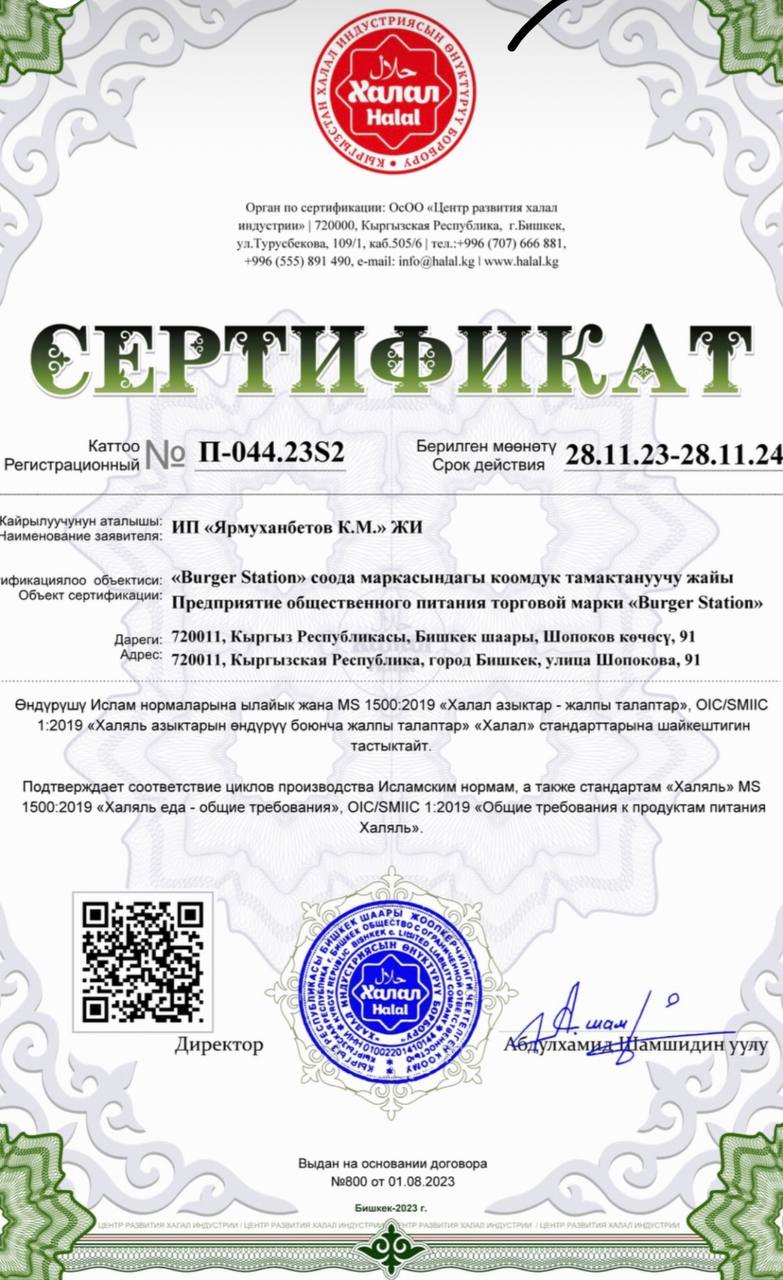 КЫРГЫЗСТАН ХАЛАЛ ИНДУСТРИЯСЫН ӨНҮКТҮРҮҮ БОРБОРУ
حلال
Халал
Halal
Орган по сертификации: ОсОО «Центр развития халал
индустрии» | 720000, Кыргызская Республика, г.Бишкек,
ул.Турусбекова, 109/1, каб.505/6 | тел.:+996 (707) 666 881,
+996 (555) 891 490, e-mail: info@halal.kg | www.halal.kg
СЕРТИФИКАТ
Каттоо
Регистрационный № П-044.23S2
Берилген мөөнөтү
Срок действия 28.11.23-28.11.24
Кайрылуучунун аталышы:
Наименование заявителя: ИП «Ярмуханбетов К.М.» ЖИ
ификациялоо объектиси: «Burger Station» соода маркасындагы коомдук тамактануучу жайы
Объект сертификации: Предприятие общественного питания торговой марки «Burger Station»
Дареги: 720011, Кыргыз Республикасы, Бишкек шаары, Шопоков көчөсү, 91
Адрес: 720011, Кыргызская Республика, город Бишкек, улица Шопокова, 91
Өндүрүшү Ислам нормаларына ылайык жана MS 1500:2019 «Халал азыктар - жалпы талаптар», OIC/SMIIC
1:2019 «Халяль азыктарын өндүрүү боюнча жалпы талаптар» «Халал» стандарттарына шайкештигин
тастыктайт.
Подтверждает соответствие циклов производства Исламским нормам, а также стандартам «Халяль» MS
1500:2019 «Халяль еда - общие требования», OIC/SMIIC 1:2019 «Общие требования к продуктам питания
Халяль».
حلال
Халал
Halal
Директор
Абдулхамид Шамшидин уулу
Выдан на основании договора
№800 от 01.08.2023
Бишкек-2023 г.
ЦЕНТР РАЗВИТИЯ ХАЛАЛ ИНДУСТРИИ / ЦЕНТР РАЗВИТИЯ ХАЛАЛ ИНДУСТРИИ / ЦЕНТР РАЗВИТИЯ ХАЛАЛ ИНДУСТРИИ / ЦЕНТР РАЗВИТИЯ ХАЛАЛ ИНДУСТРИИ